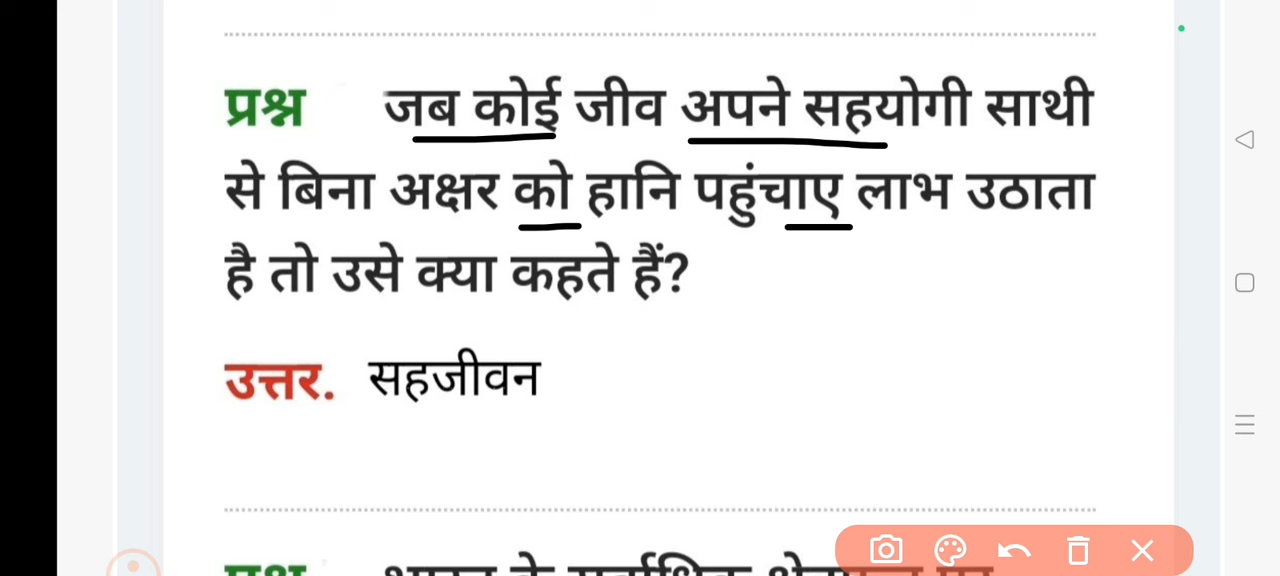 प्रश्न जब कोई जीव अपने सहयोगी साथी
से बिना अक्षर को हानि पहुंचाए लाभ उठाता
है तो उसे क्या कहते हैं?
उत्तर. सहजीवन